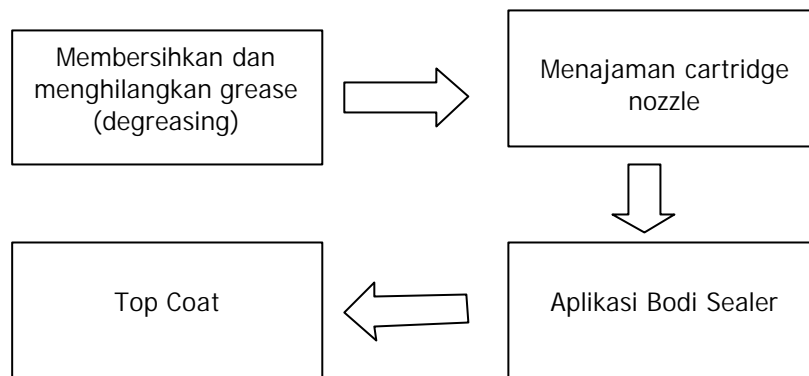 Membersihkan dan
menghilangkan grease
(degreasing)
Menajaman cartridge
nozzle
Aplikasi Bodi Sealer
Top Coat